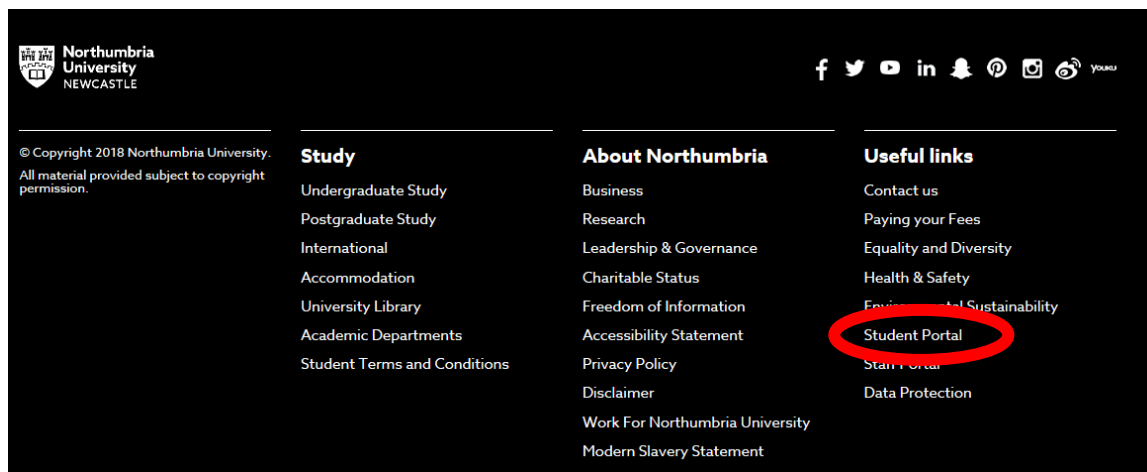 Northumbria
University
NEWCASTLE
YOUKU
© Copyright 2018 Northumbria University.
All material provided subject to copyright
permission.
Study
Undergraduate Study
Postgraduate Study
International
Accommodation
University Library
Academic Departments
Student Terms and Conditions
About Northumbria
Business
Research
Leadership & Governance
Charitable Status
Freedom of Information
Accessibility Statement
Privacy Policy
Disclaimer
Work For Northumbria University
Modern Slavery Statement
Useful links
Contact us
Paying your Fees
Equality and Diversity
Health & Safety
Environmental Sustainability
Student Portal
Staff Portal
Data Protection